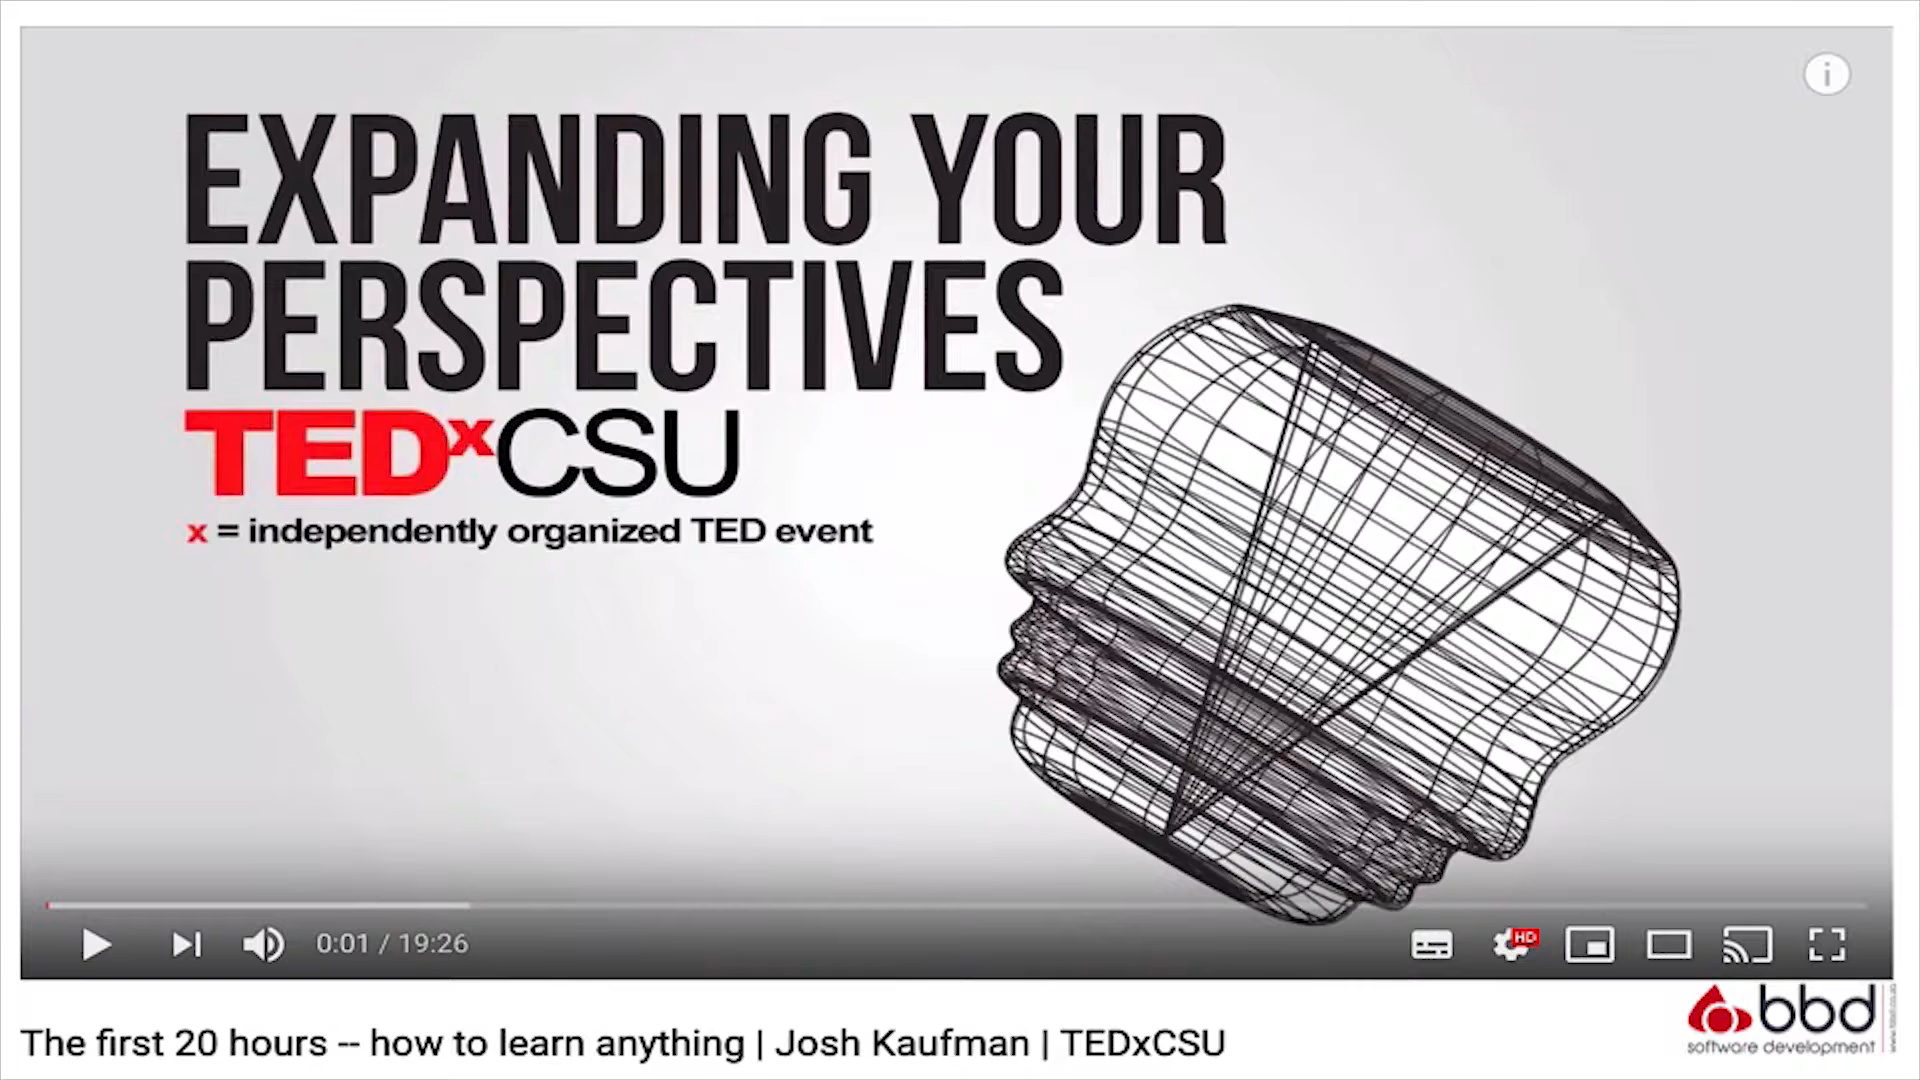 i
EXPANDING YOUR
PERSPECTIVES
TEDxCSU
x = independently organized TED event
0:01 / 19:26
HD
The first 20 hours -- how to learn anything | Josh Kaufman | TEDxCSU
bbd
software development